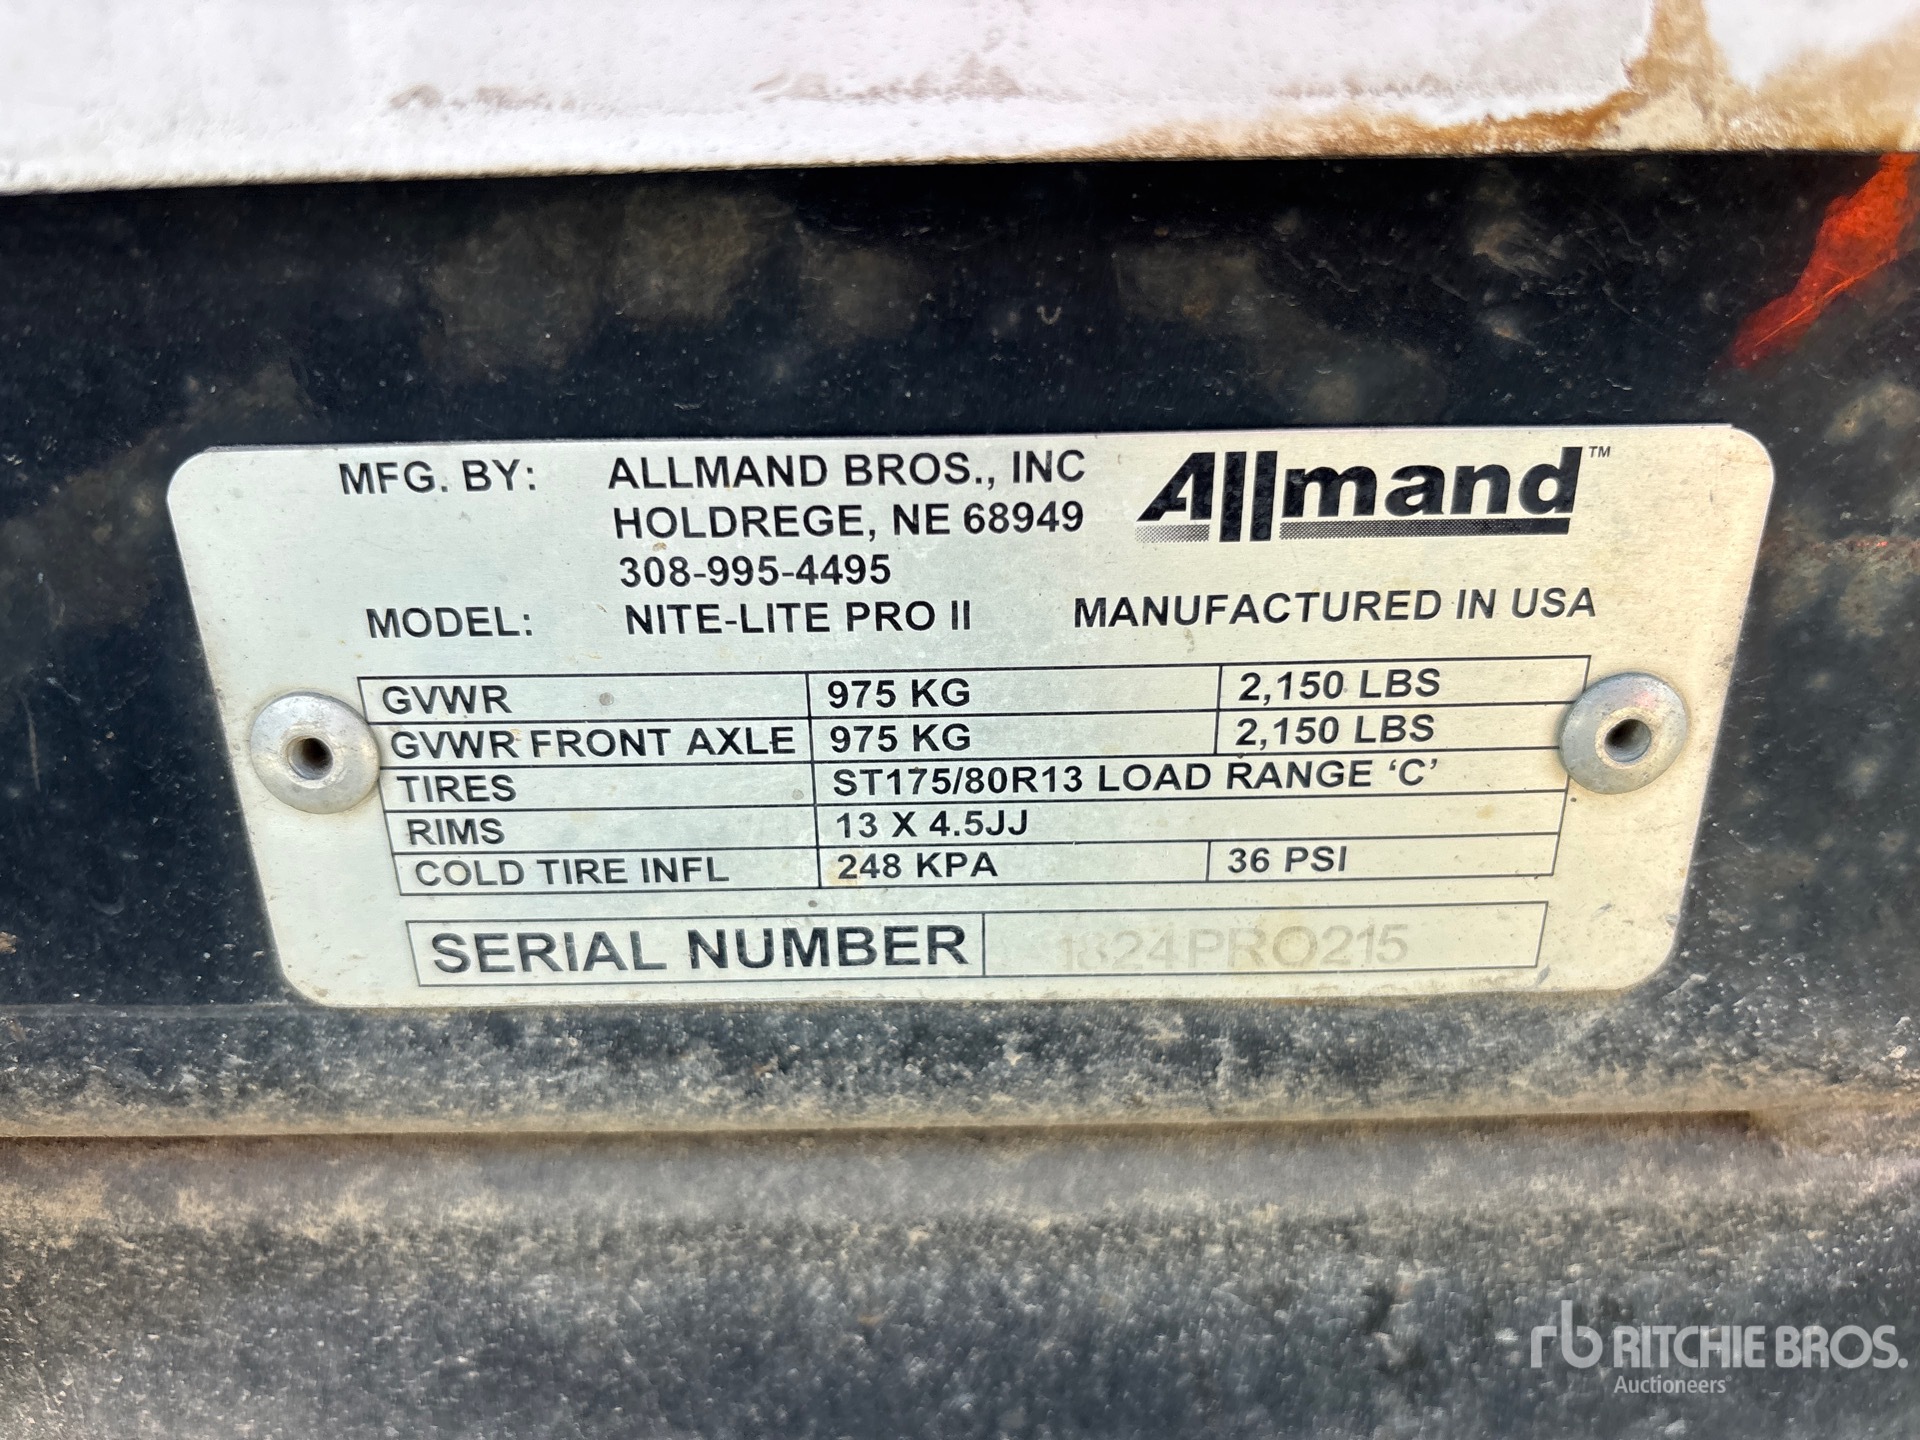 MFG. BY: ALLMAND BROS., INC
HOLDREGE, NE 68949
308-995-4495
Allmand™
MODEL: NITE-LITE PRO II MANUFACTURED IN USA
GVWR 975 KG 2,150 LBS
GVWR FRONT AXLE 975 KG 2,150 LBS
TIRES ST175/80R13 LOAD RANGE ‘C’
RIMS 13 X 4.5JJ
COLD TIRE INFL 248 KPA 36 PSI
SERIAL NUMBER 1824PRO215
rb RITCHIE BROS.
Auctioneers